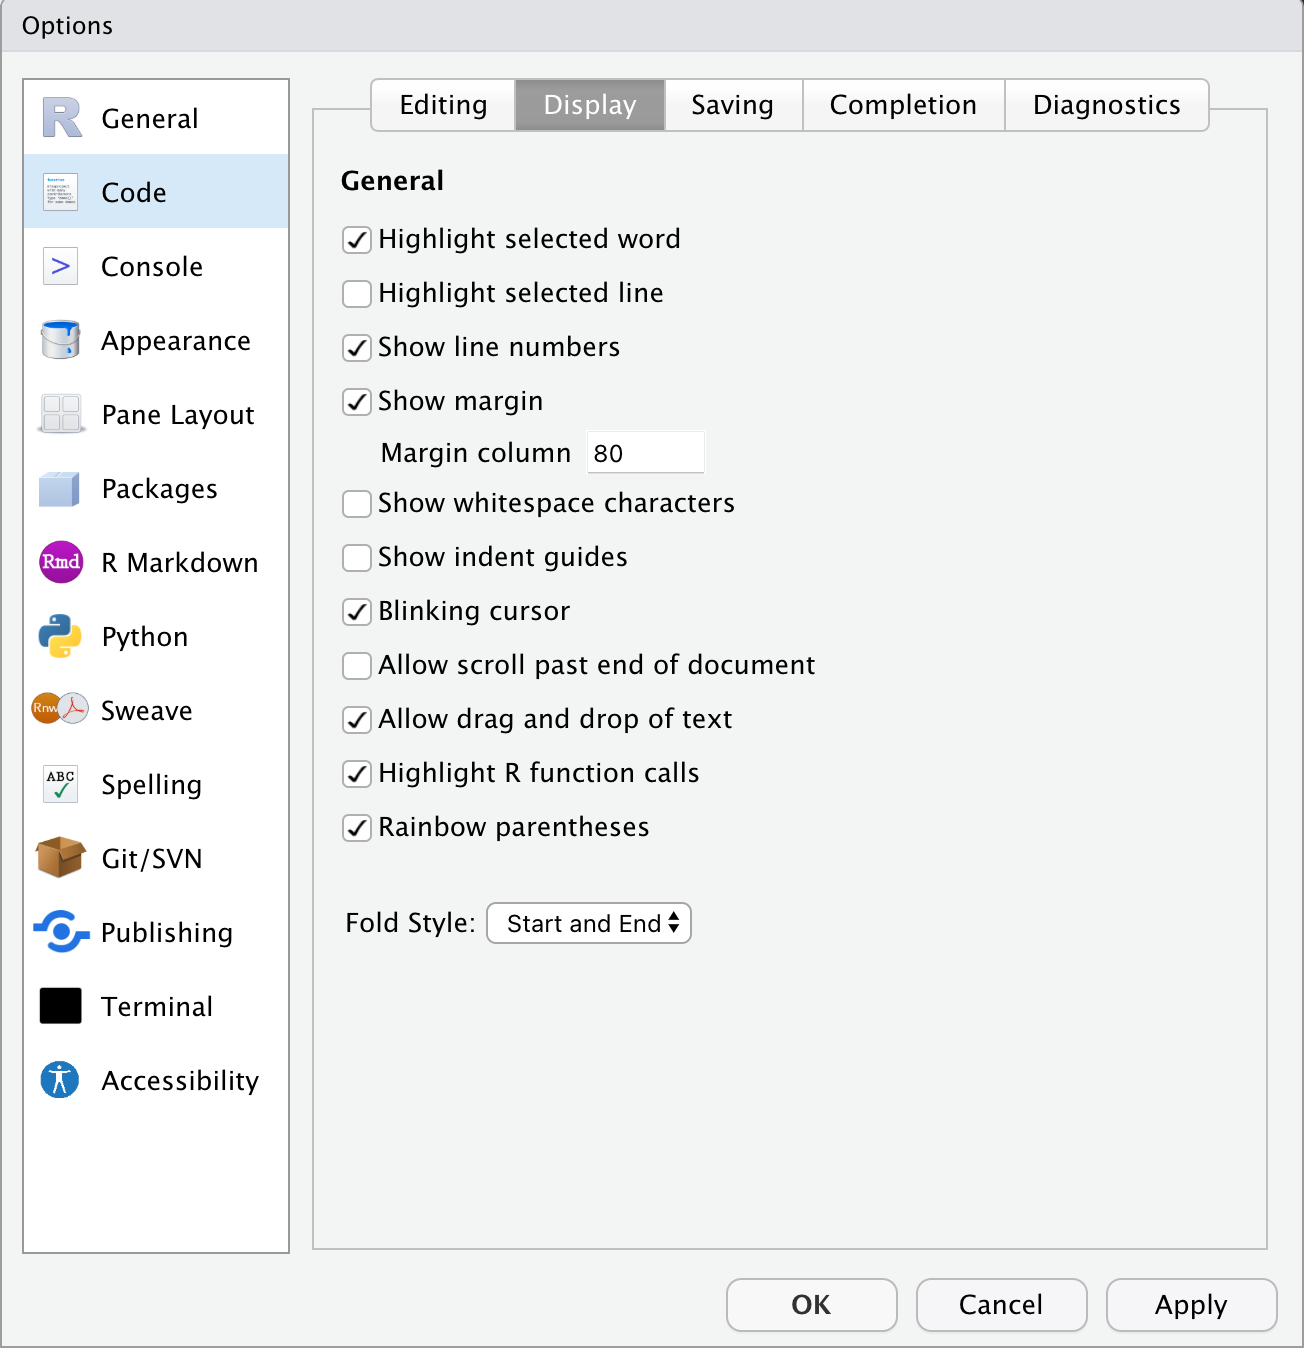 Options
General
Code
Console
Appearance
Pane Layout
Packages
Rmd R Markdown
Python
Rnw Sweave
ABC Spelling
Git/SVN
Publishing
Terminal
Accessibility
Editing Display Saving Completion Diagnostics
General
Highlight selected word
Highlight selected line
Show line numbers
Show margin
Margin column 80
Show whitespace characters
Show indent guides
Blinking cursor
Allow scroll past end of document
Allow drag and drop of text
Highlight R function calls
Rainbow parentheses
Fold Style: Start and End
OK Cancel Apply